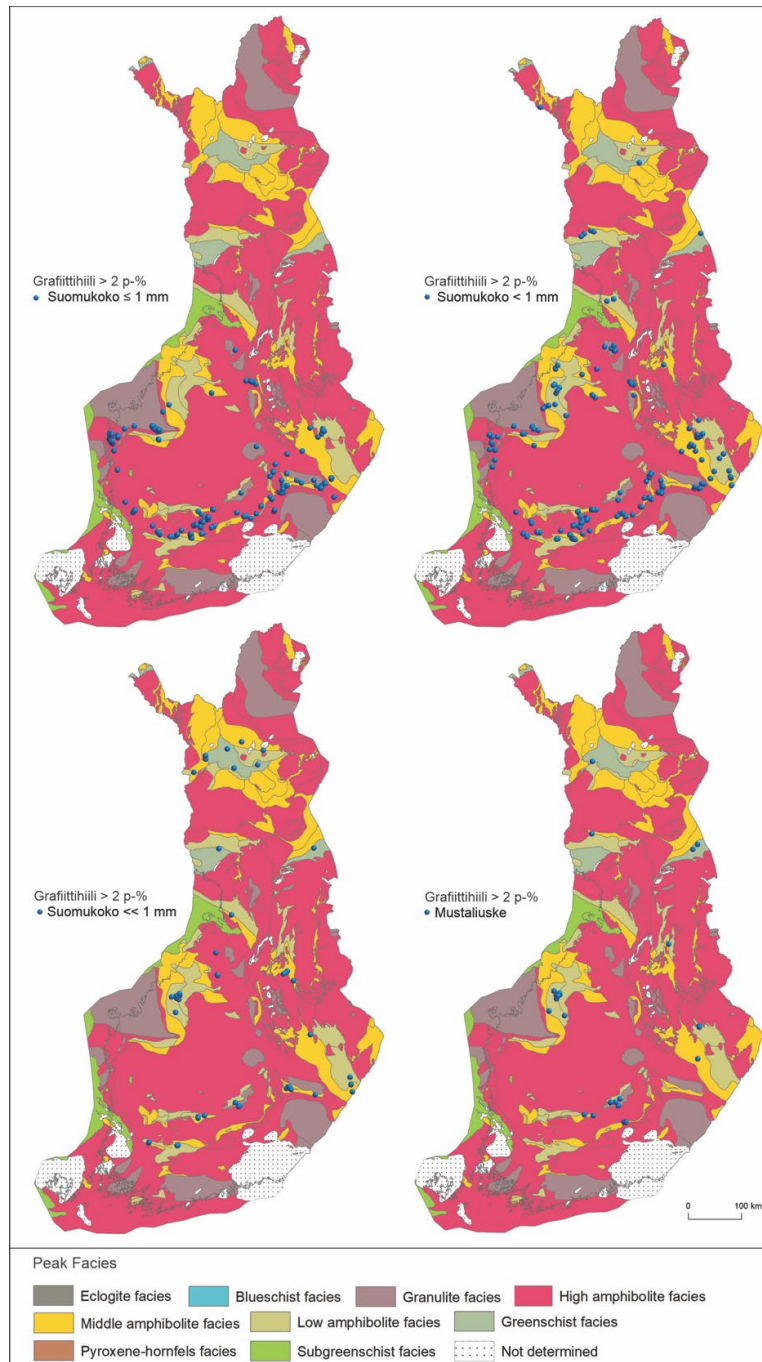 Grafiittihiili > 2 p-%
Suomukoko ≤ 1 mm
Grafiittihiili > 2 p-%
Suomukoko < 1 mm
Grafiittihiili > 2 p-%
Suomukoko << 1 mm
Grafiittihiili > 2 p-%
Mustaliuske
0 100 km
Peak Facies
Eclogite facies Blueschist facies Granulite facies High amphibolite facies
Middle amphibolite facies Low amphibolite facies Greenschist facies
Pyroxene-hornfels facies Subgreenschist facies Not determined